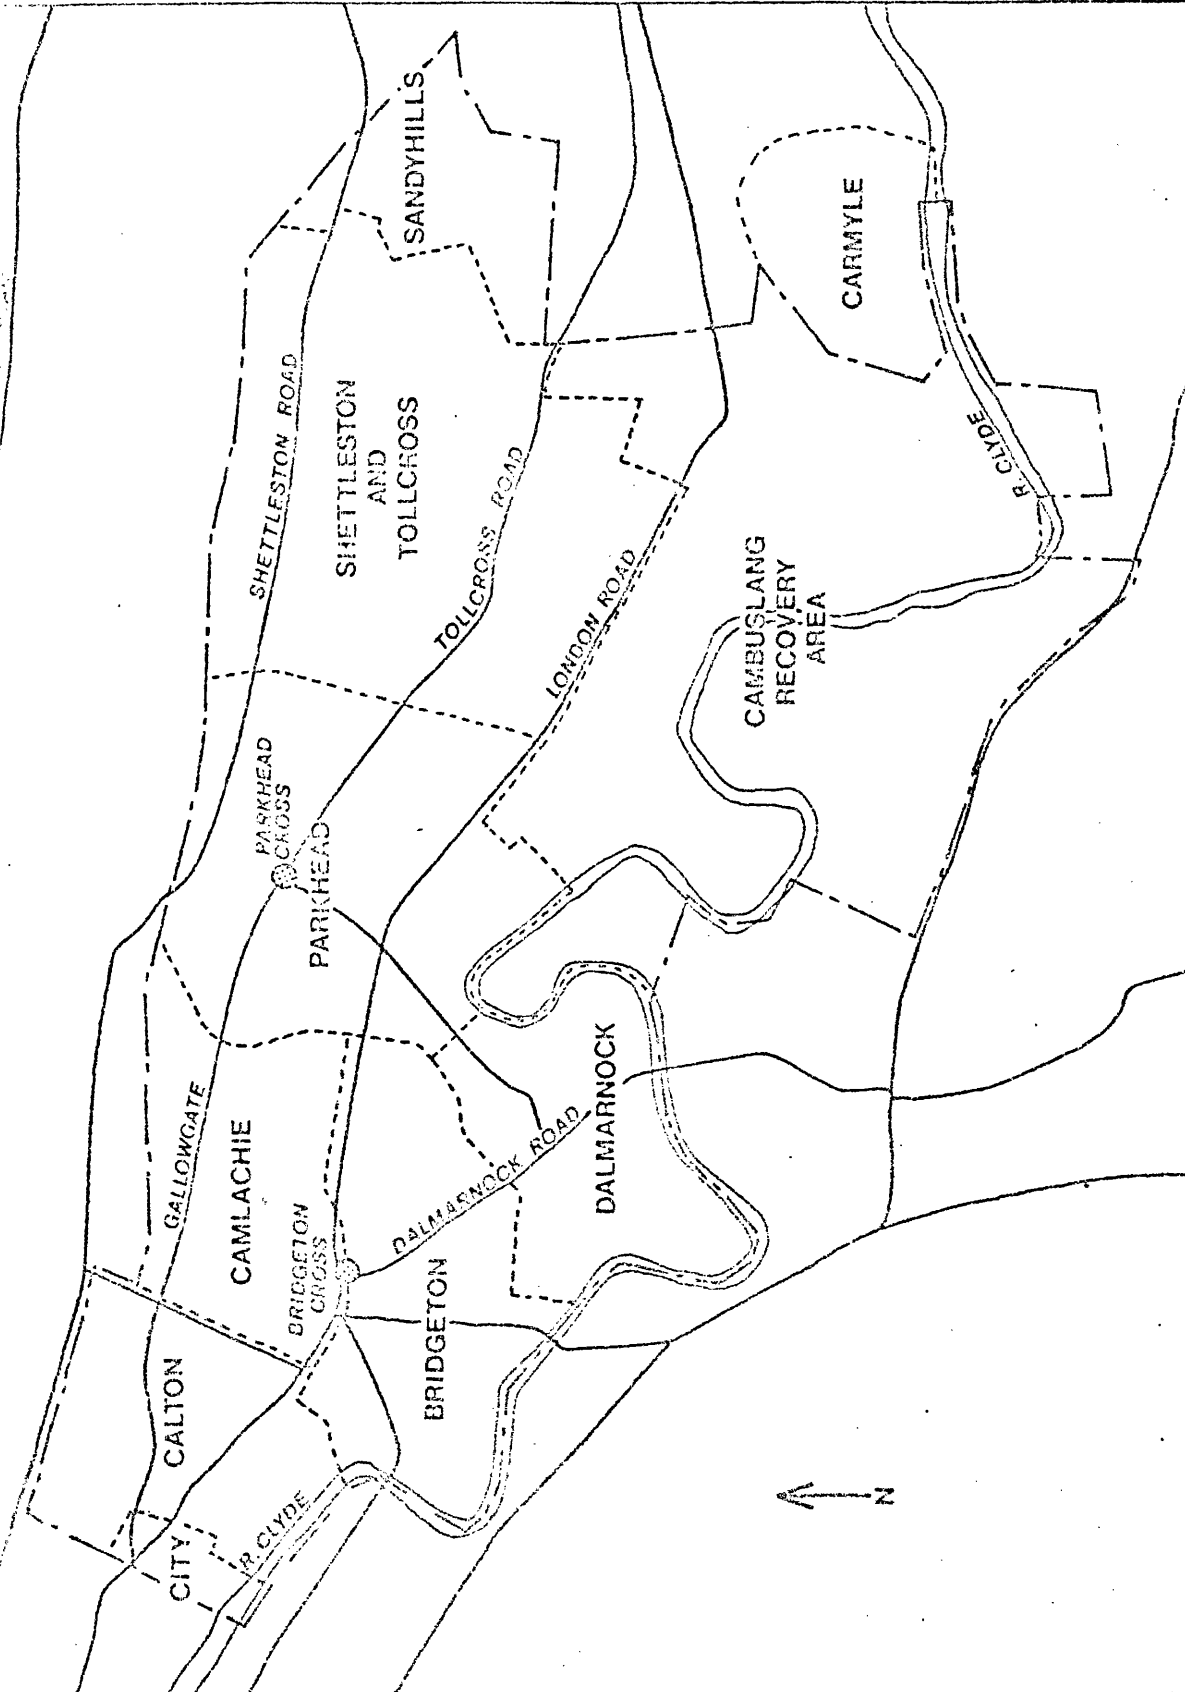 SANDYHILLS
CARMYLE
SHETTLESTON ROAD
SHETTLESTON
AND
TOLLCROSS
TOLLCROSS ROAD
R. CLYDE
LONDON ROAD
CAMBUSLANG
RECOVERY
AREA
PARKHEAD
CROSS
PARKHEAD
GALLOWGATE
CAMLACHIE
DALMARNOCK
DALMARNOCK ROAD
BRIDGETON
CROSS
BRIDGETON
CALTON
CITY
R. CLYDE
N